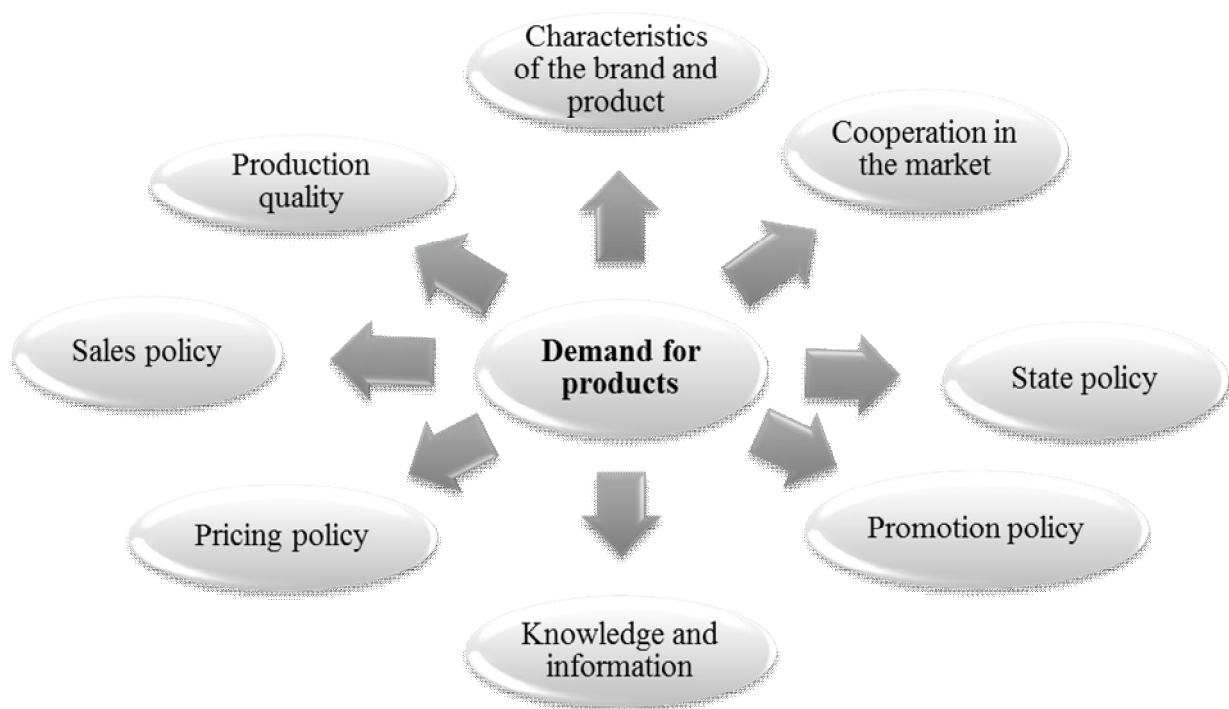 Characteristics
of the brand and
product
Cooperation in
the market
Production
quality
Sales policy
Demand for
products
State policy
Pricing policy
Promotion policy
Knowledge and
information